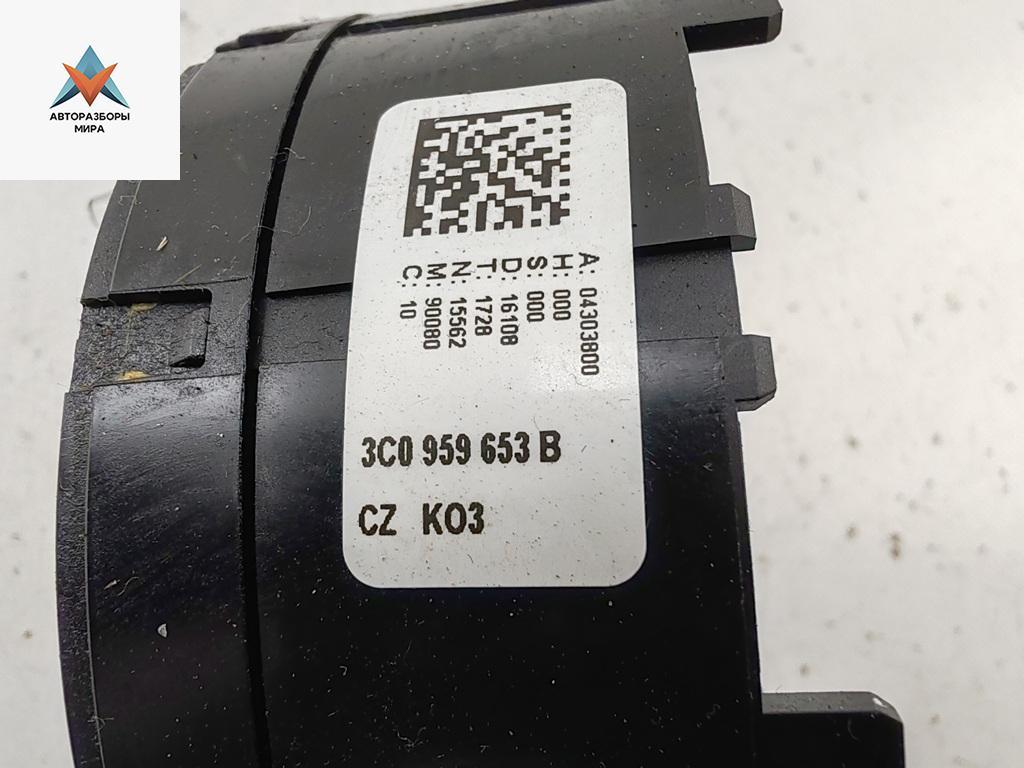 АВТОРАЗБОРЫ
МИРА
A: 04303800
H: 000
S: 000
D: 16108
T: 1728
N: 15562
M: 90080
C: 10
3C0 959 653 B
CZ KO3